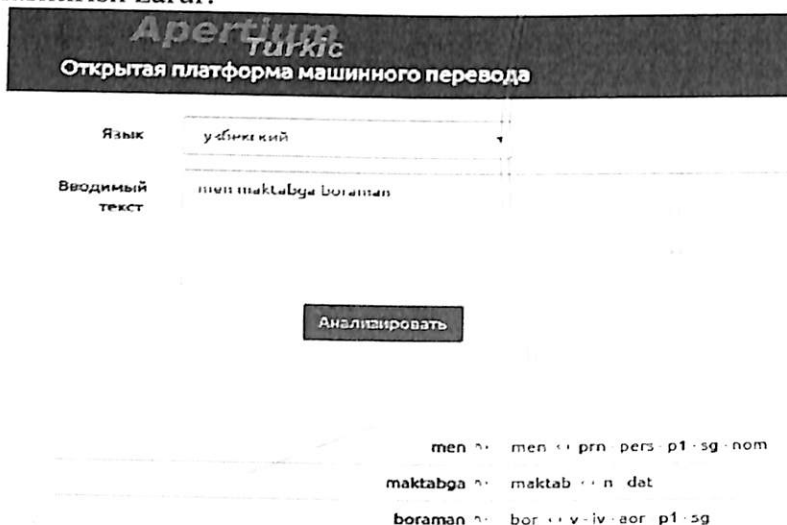 Apertium
Turkic
Открытая платформа машинного перевода
Язык узбекский
Вводимый текст men maktabga boraman
Анализировать
men men prn · pers · p1 · sg · nom
maktabga maktab n · dat
boraman bor v · iv · aor · p1 · sg